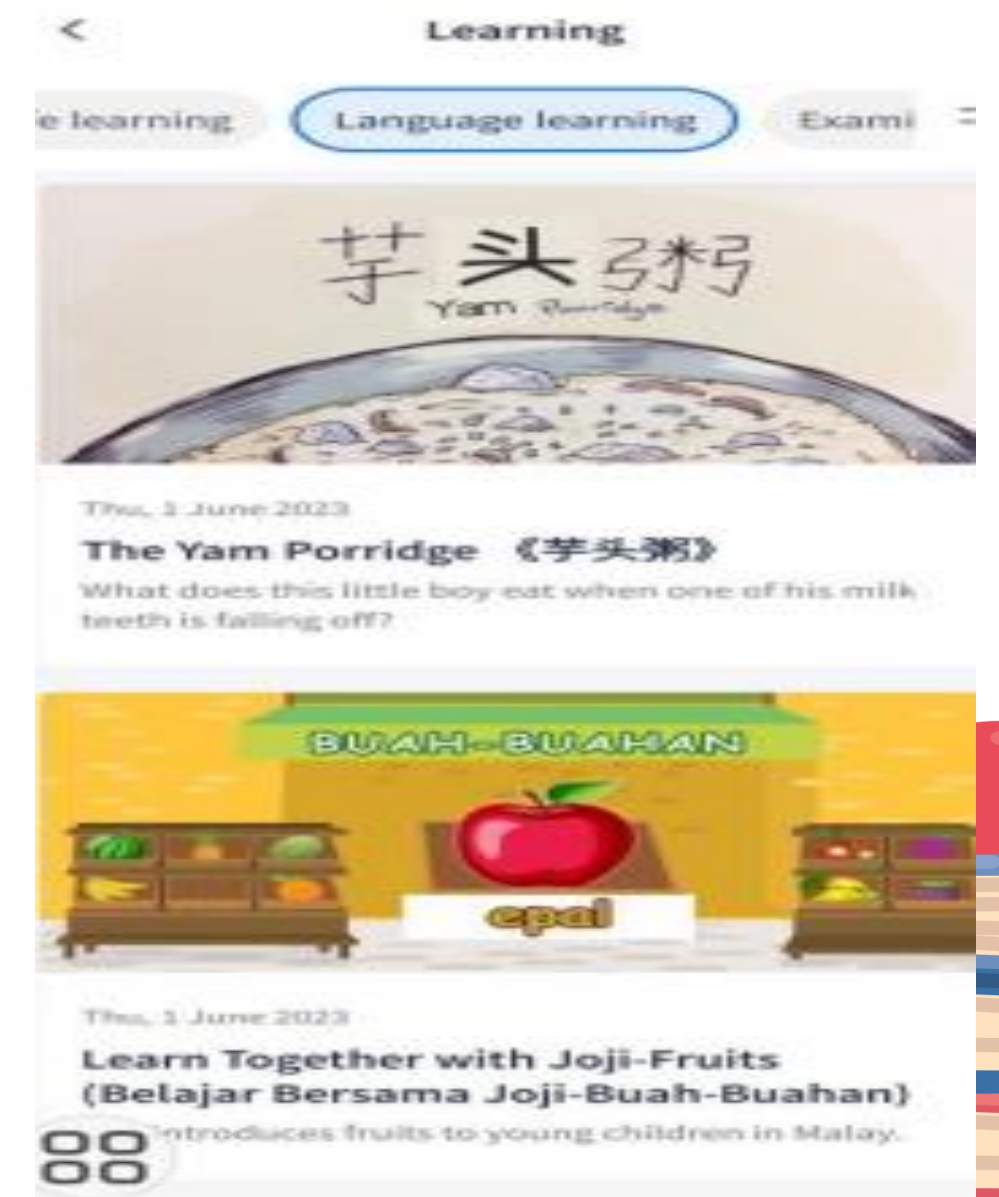 Learning
e learning Language learning Exami
芋头粥
Yam Porridge
Thu, 1 June 2023
The Yam Porridge 《芋头粥》
What does this little boy eat when one of his milk
teeth is falling off?
BUAH-BUAHAN
epal
Thu, 1 June 2023
Learn Together with Joji-Fruits
(Belajar Bersama Joji-Buah-Buahan)
introduces fruits to young children in Malay.